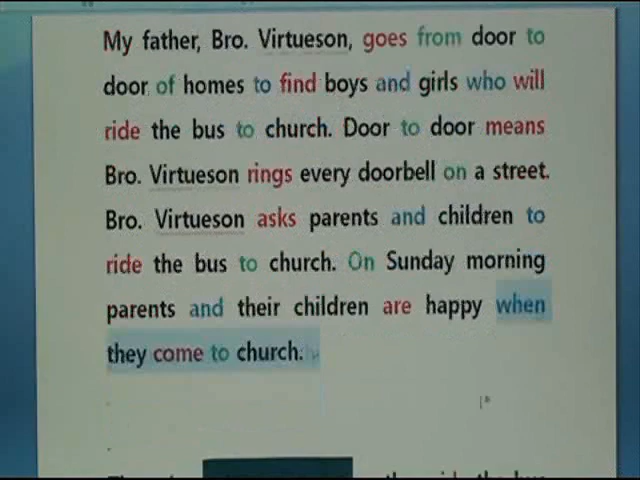 My father, Bro. Virtueson, goes from door to
door of homes to find boys and girls who will
ride the bus to church. Door to door means
Bro. Virtueson rings every doorbell on a street.
Bro. Virtueson asks parents and children to
ride the bus to church. On Sunday morning
parents and their children are happy when
they come to church.